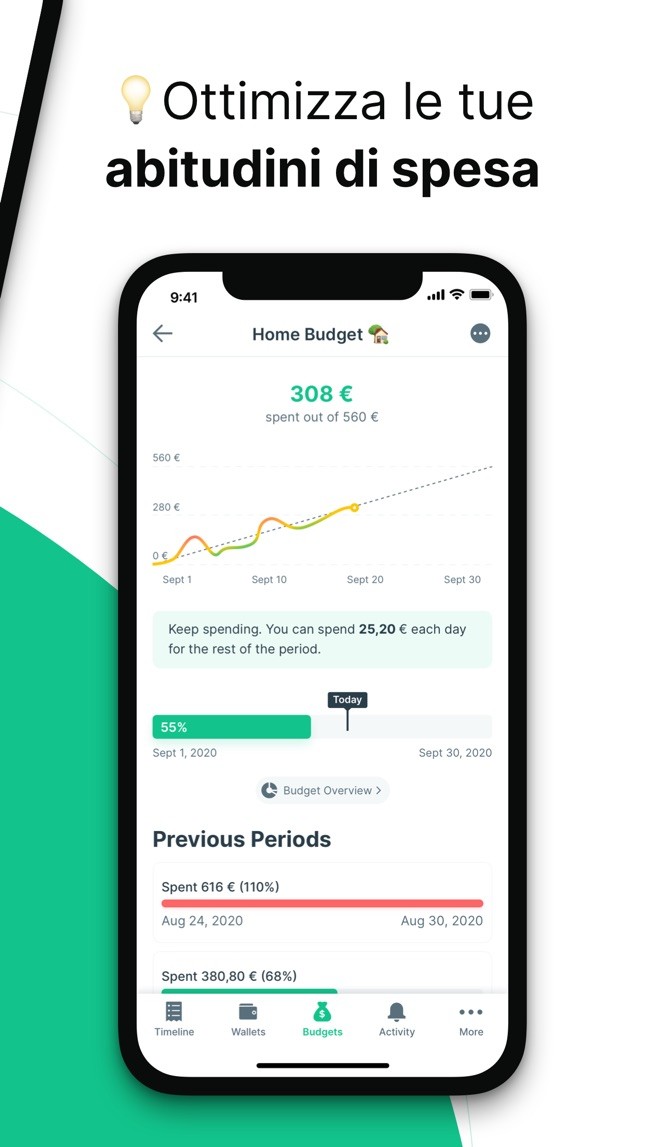 💡Ottimizza le tue
abitudini di spesa
9:41
Home Budget 🏡
308 €
spent out of 560 €
560 €
280 €
0 €
Sept 1
Sept 10
Sept 20
Sept 30
Keep spending. You can spend 25,20 € each day
for the rest of the period.
Today
55%
Sept 1, 2020
Sept 30, 2020
Budget Overview >
Previous Periods
Spent 616 € (110%)
Aug 24, 2020
Aug 30, 2020
Spent 380,80 € (68%)
Timeline
Wallets
Budgets
Activity
More